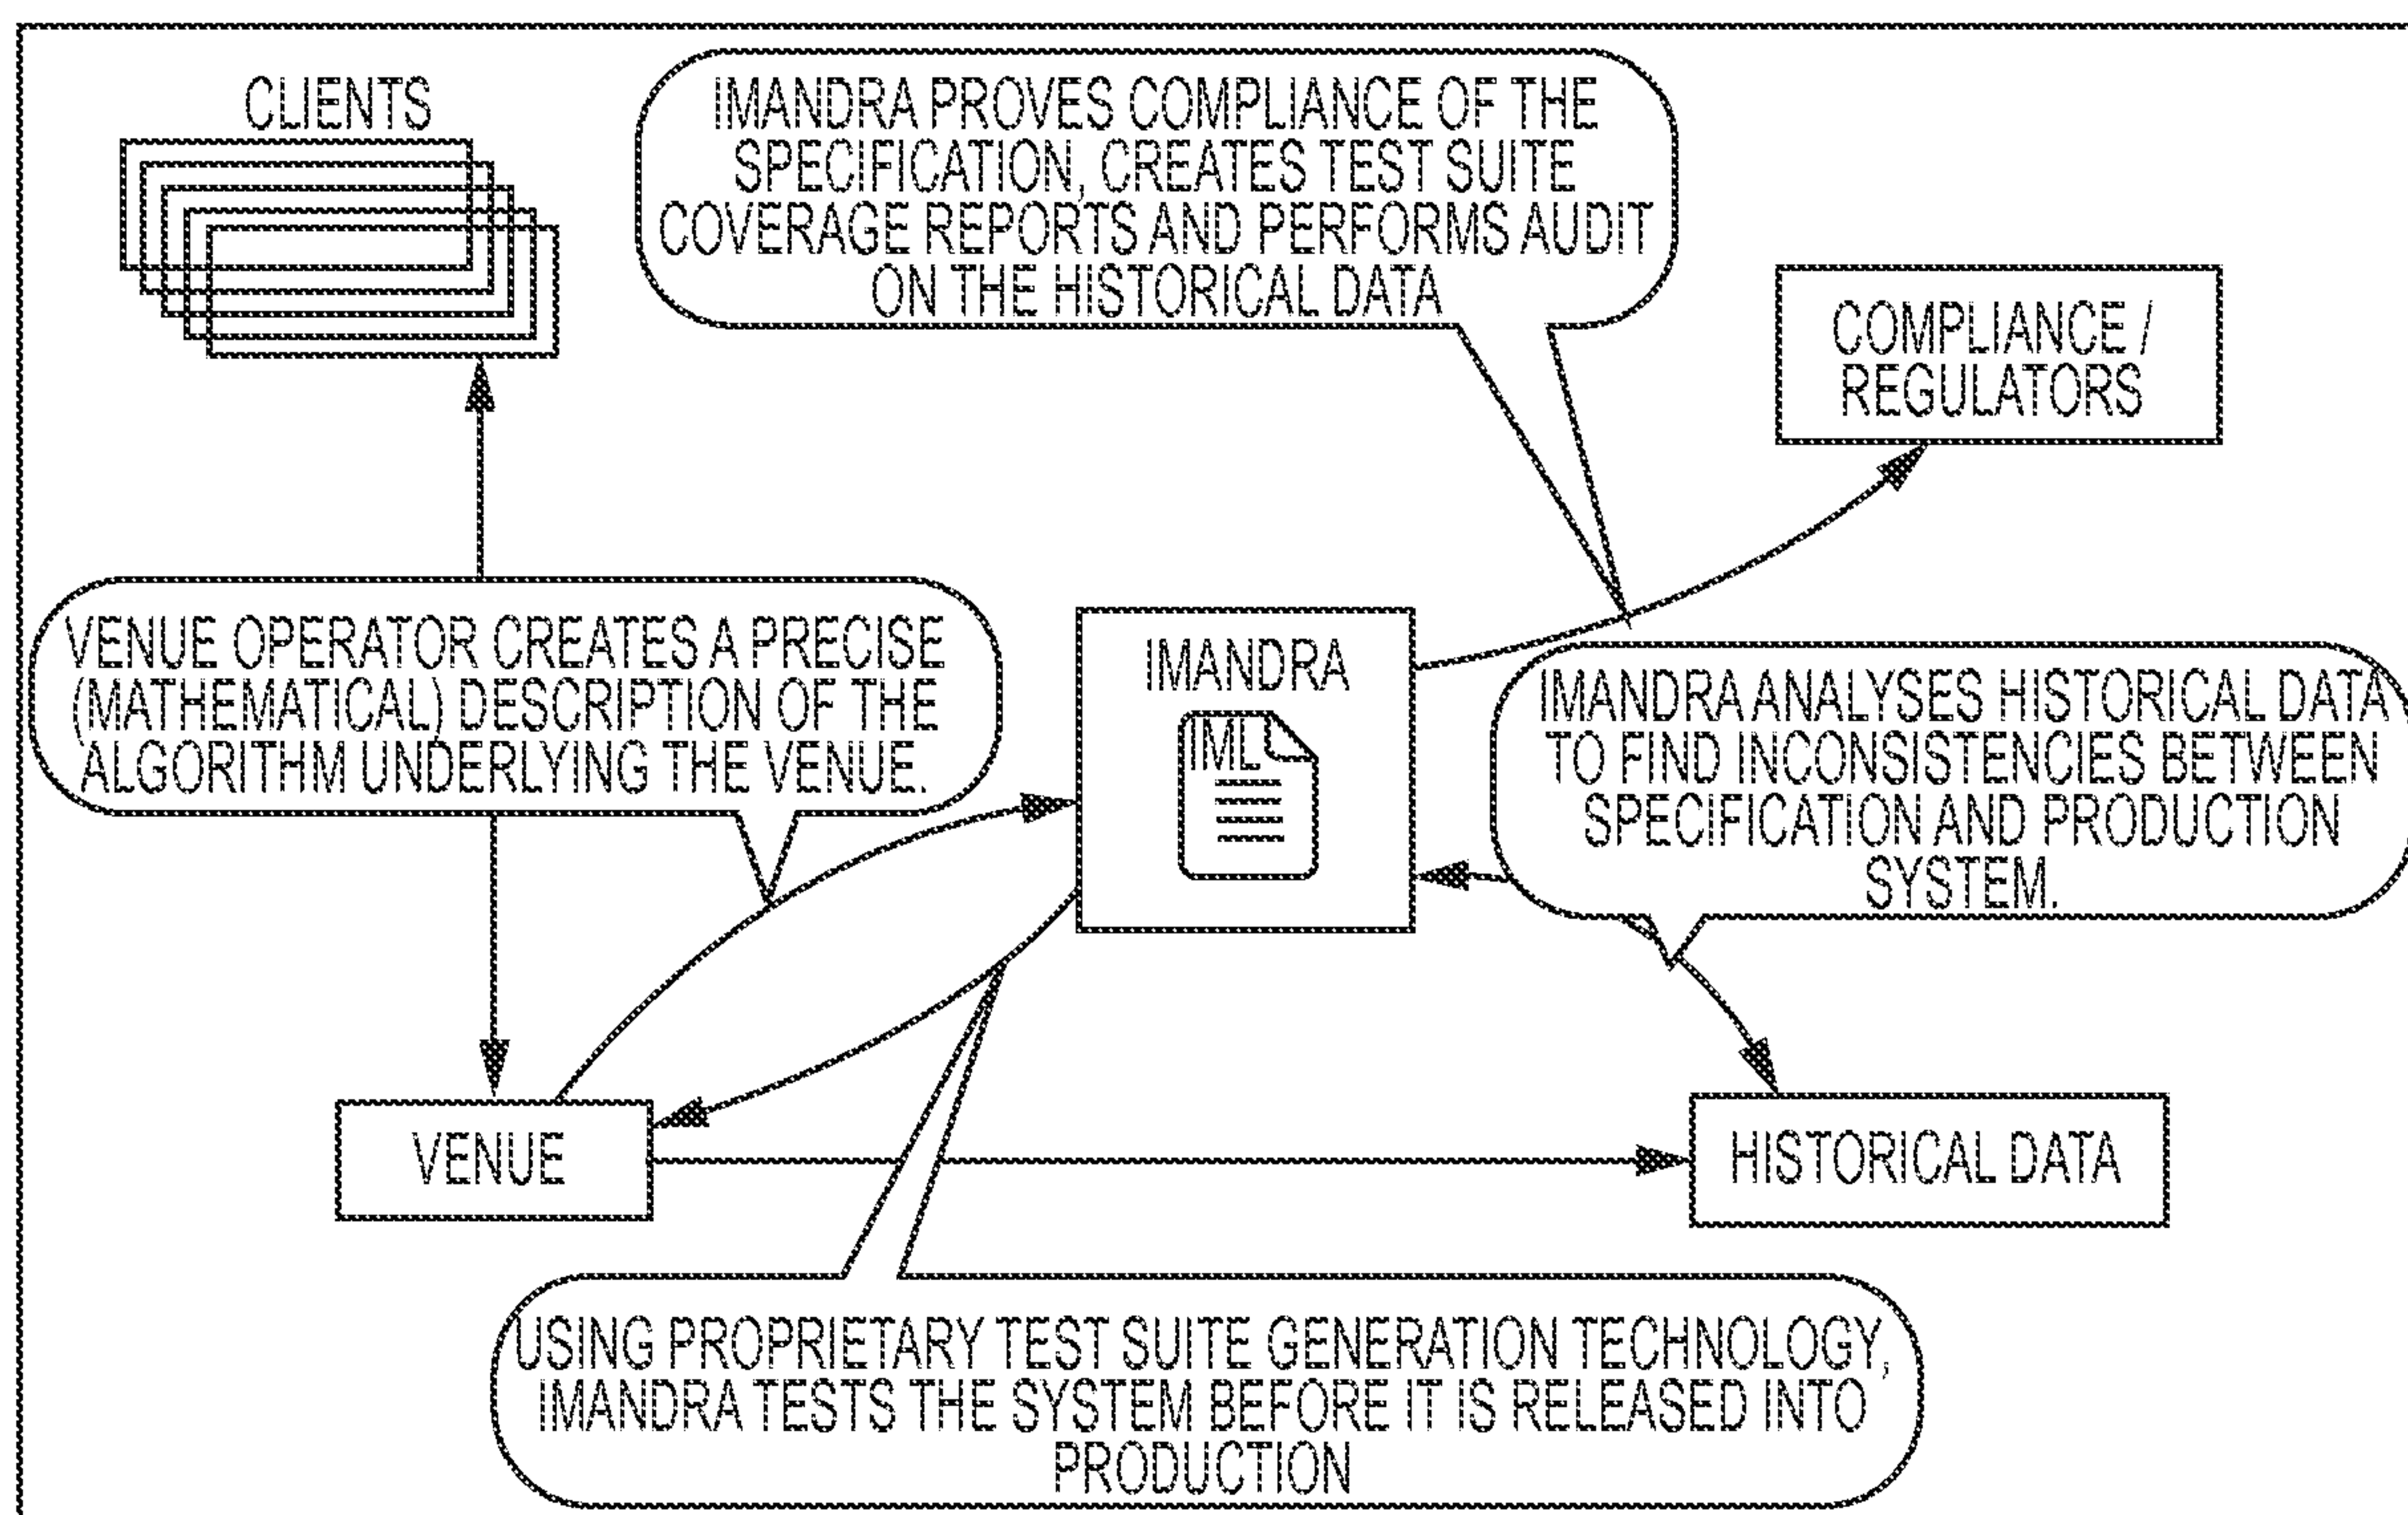 CLIENTS
IMANDRA PROVES COMPLIANCE OF THE
SPECIFICATION, CREATES TEST SUITE
COVERAGE REPORTS AND PERFORMS AUDIT
ON THE HISTORICAL DATA
COMPLIANCE /
REGULATORS
VENUE OPERATOR CREATES A PRECISE
(MATHEMATICAL) DESCRIPTION OF THE
ALGORITHM UNDERLYING THE VENUE.
IMANDRA
IML
IMANDRA ANALYSES HISTORICAL DATA
TO FIND INCONSISTENCIES BETWEEN
SPECIFICATION AND PRODUCTION
SYSTEM.
VENUE
HISTORICAL DATA
USING PROPRIETARY TEST SUITE GENERATION TECHNOLOGY,
IMANDRA TESTS THE SYSTEM BEFORE IT IS RELEASED INTO
PRODUCTION